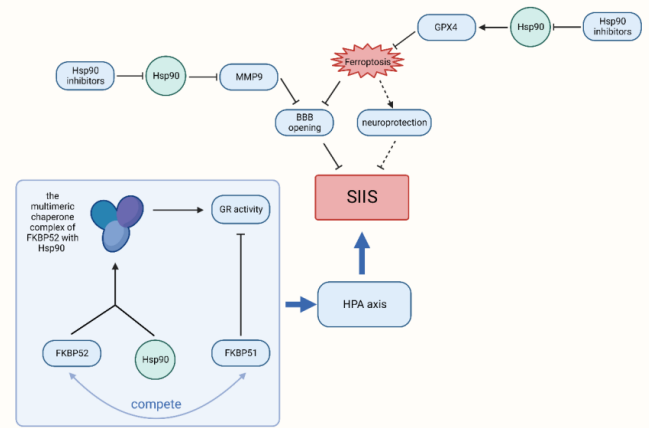 GPX4
Hsp90
Hsp90
inhibitors
Hsp90
inhibitors
Hsp90
MMP9
Ferroptosis
BBB
opening
neuroprotection
SIIS
the
multimeric
chaperone
complex of
FKBP52 with
Hsp90
GR activity
HPA axis
FKBP52
Hsp90
FKBP51
compete